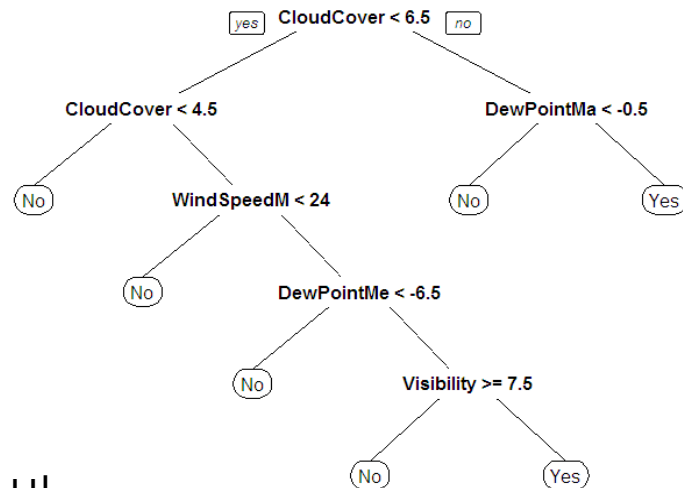 yes CloudCover < 6.5 no
CloudCover < 4.5 DewPointMa < -0.5
No WindSpeedM < 24 No Yes
No DewPointMe < -6.5
No Visibility >= 7.5
No Yes